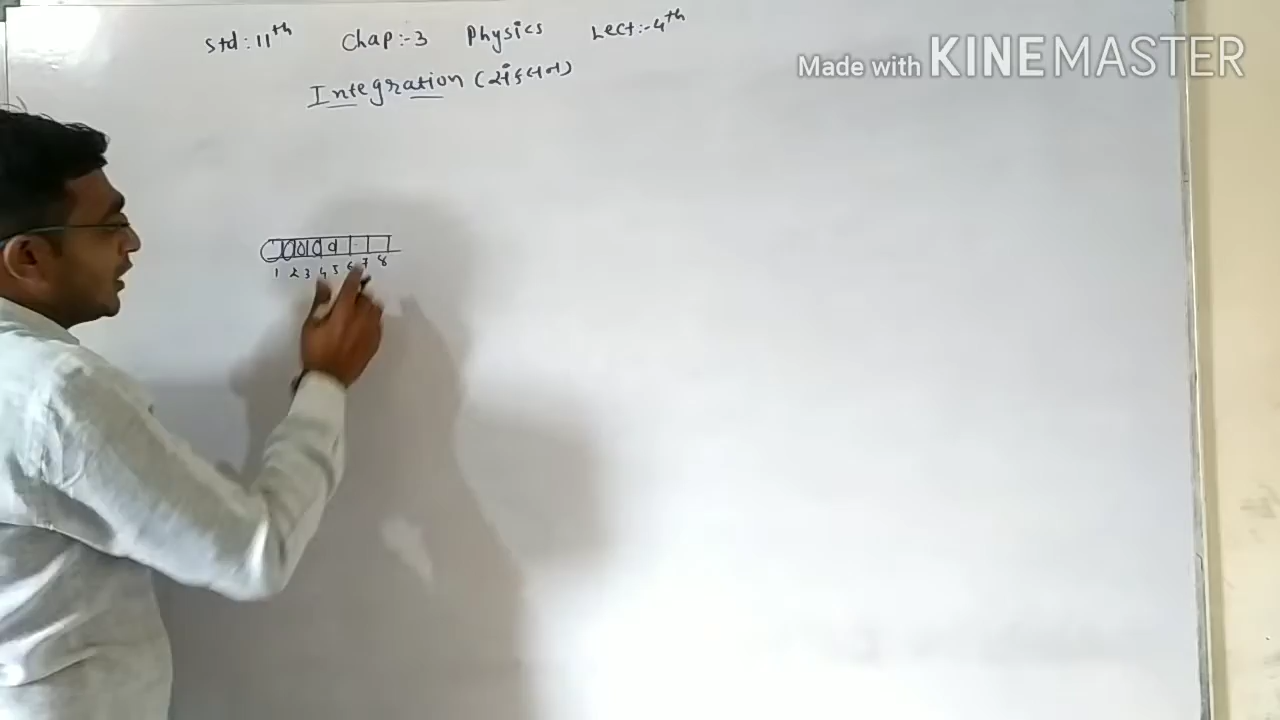 Std : 11th Chap :- 3 Physics Lect :- 4th
Integration (સંકલન)
1 2 3 4 5 6 7 8
Made with KINEMASTER